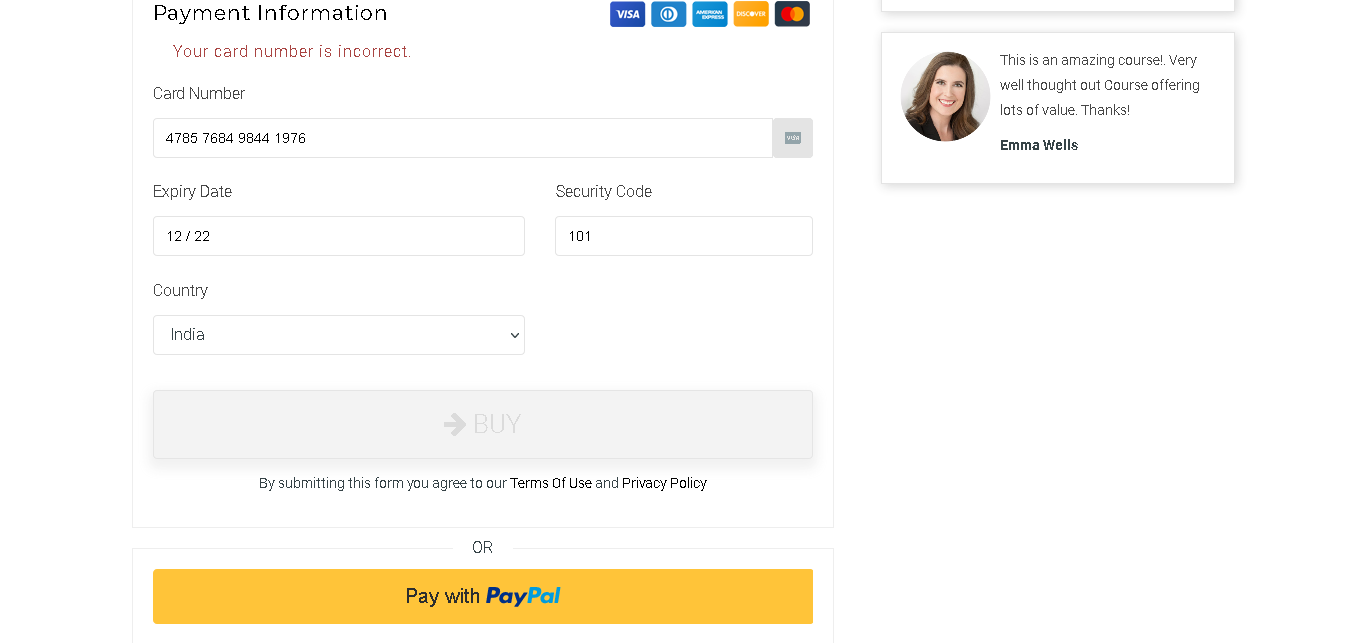 Payment Information
VISA
AMERICAN EXPRESS
DISCOVER
Your card number is incorrect.
Card Number
4785 7684 9844 1976
VISA
Expiry Date
Security Code
12 / 22
101
Country
India
BUY
By submitting this form you agree to our Terms Of Use and Privacy Policy
OR
Pay with PayPal
This is an amazing course!. Very
well thought out Course offering
lots of value. Thanks!
Emma Wells